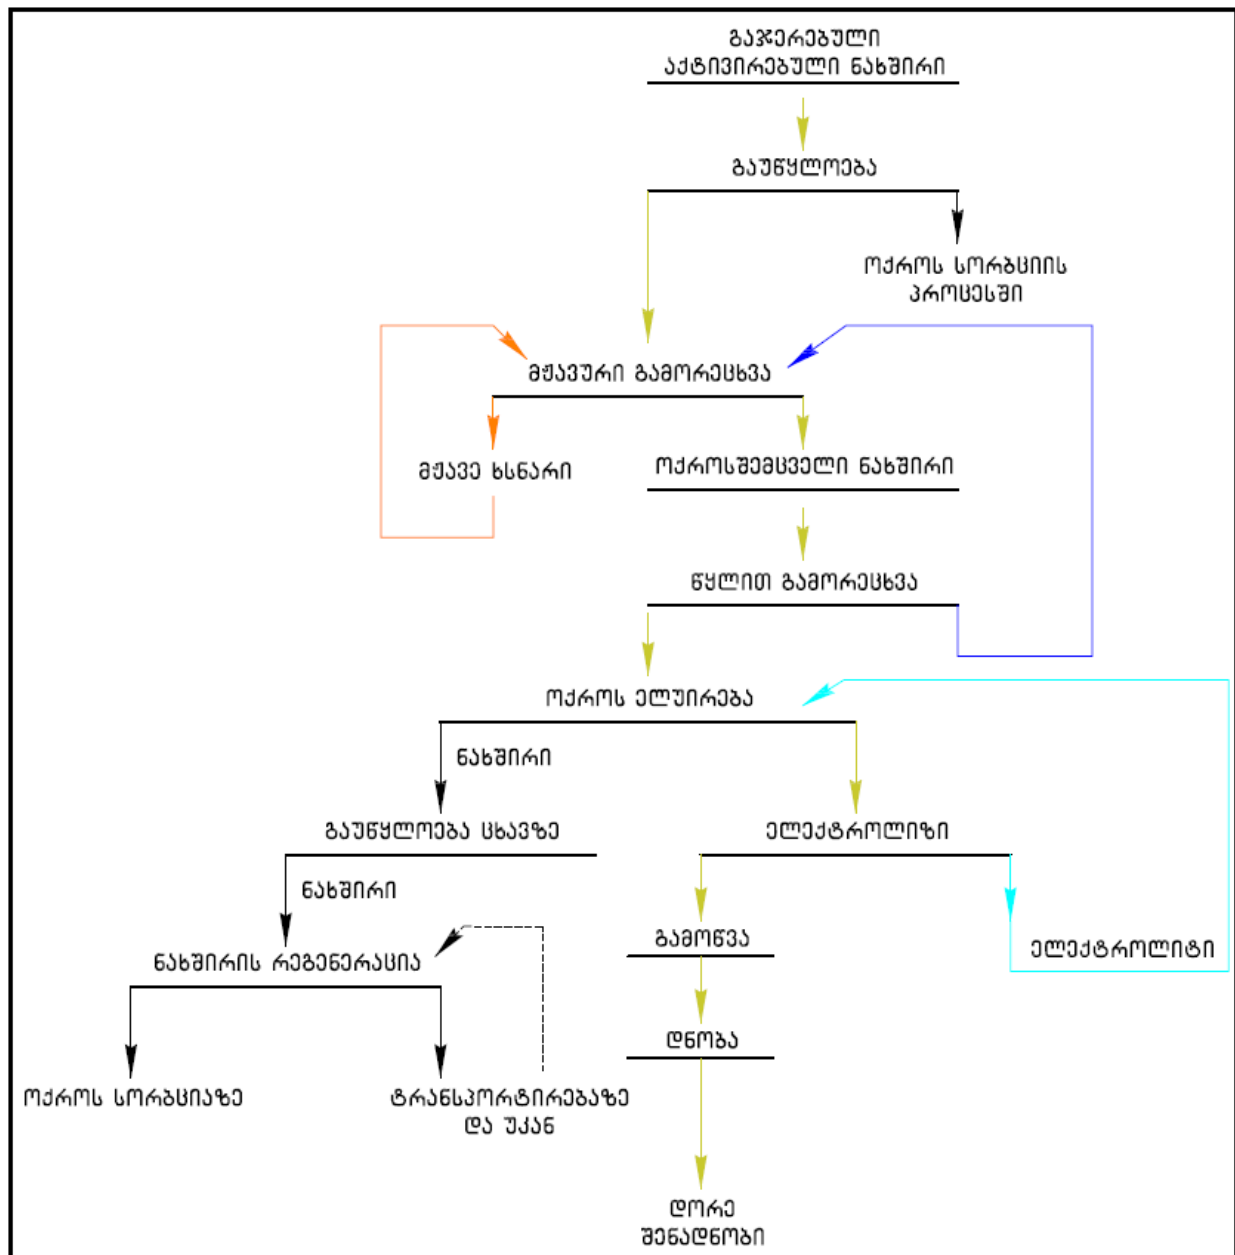 გაჯერებული
აქტივირებული ნახშირი
გაუწყლოება
ოქროს სორბციის
პროცესში
მჟავური გამორეცხვა
მჟავე ხსნარი
ოქროსშემცველი ნახშირი
წყლით გამორეცხვა
ოქროს ელუირება
ნახშირი
გაუწყლოება ცხავზე
ელექტროლიზი
ნახშირი
გამოწვა
ელექტროლიტი
ნახშირის რეგენერაცია
დნობა
ოქროს სორბციაზე
ტრანსპორტირებაზე
და უკან
დორე
შენადნობი